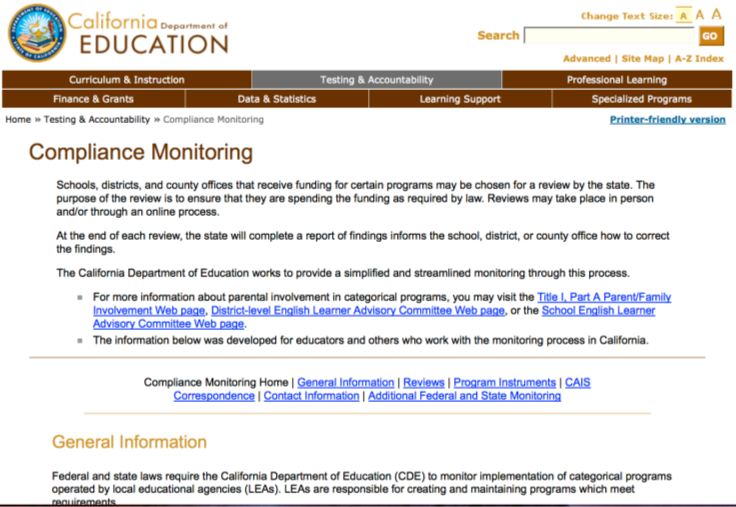 California Department of
EDUCATION
Change Text Size: A A A
Search GO
Advanced | Site Map | A-Z Index
Curriculum & Instruction Testing & Accountability Professional Learning
Finance & Grants Data & Statistics Learning Support Specialized Programs
Home » Testing & Accountability » Compliance Monitoring Printer-friendly version
Compliance Monitoring
Schools, districts, and county offices that receive funding for certain programs may be chosen for a review by the state. The
purpose of the review is to ensure that they are spending the funding as required by law. Reviews may take place in person
and/or through an online process.
At the end of each review, the state will complete a report of findings informs the school, district, or county office how to correct
the findings.
The California Department of Education works to provide a simplified and streamlined monitoring through this process.
For more information about parental involvement in categorical programs, you may visit the Title I, Part A Parent/Family
Involvement Web page, District-level English Learner Advisory Committee Web page, or the School English Learner
Advisory Committee Web page.
The information below was developed for educators and others who work with the monitoring process in California.
Compliance Monitoring Home | General Information | Reviews | Program Instruments | CAIS
Correspondence | Contact Information | Additional Federal and State Monitoring
General Information
Federal and state laws require the California Department of Education (CDE) to monitor implementation of categorical programs
operated by local educational agencies (LEAs). LEAs are responsible for creating and maintaining programs which meet
requirements